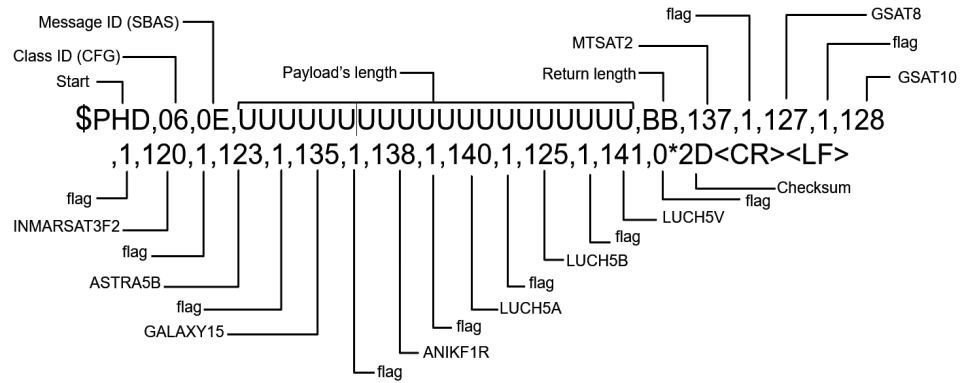 Message ID (SBAS)
flag
GSAT8
MTSAT2
flag
Class ID (CFG)
Payload's length
Return length
GSAT10
Start
$PHD,06,0E,UUUUUUUUUUUUUUUUUUUU,BB,137,1,127,1,128
,1,120,1,123,1,135,1,138,1,140,1,125,1,141,0*2D<CR><LF>
Checksum
flag
flag
LUCH5V
INMARSAT3F2
flag
flag
LUCH5B
ASTRA5B
flag
flag
LUCH5A
GALAXY15
flag
ANIKF1R
flag